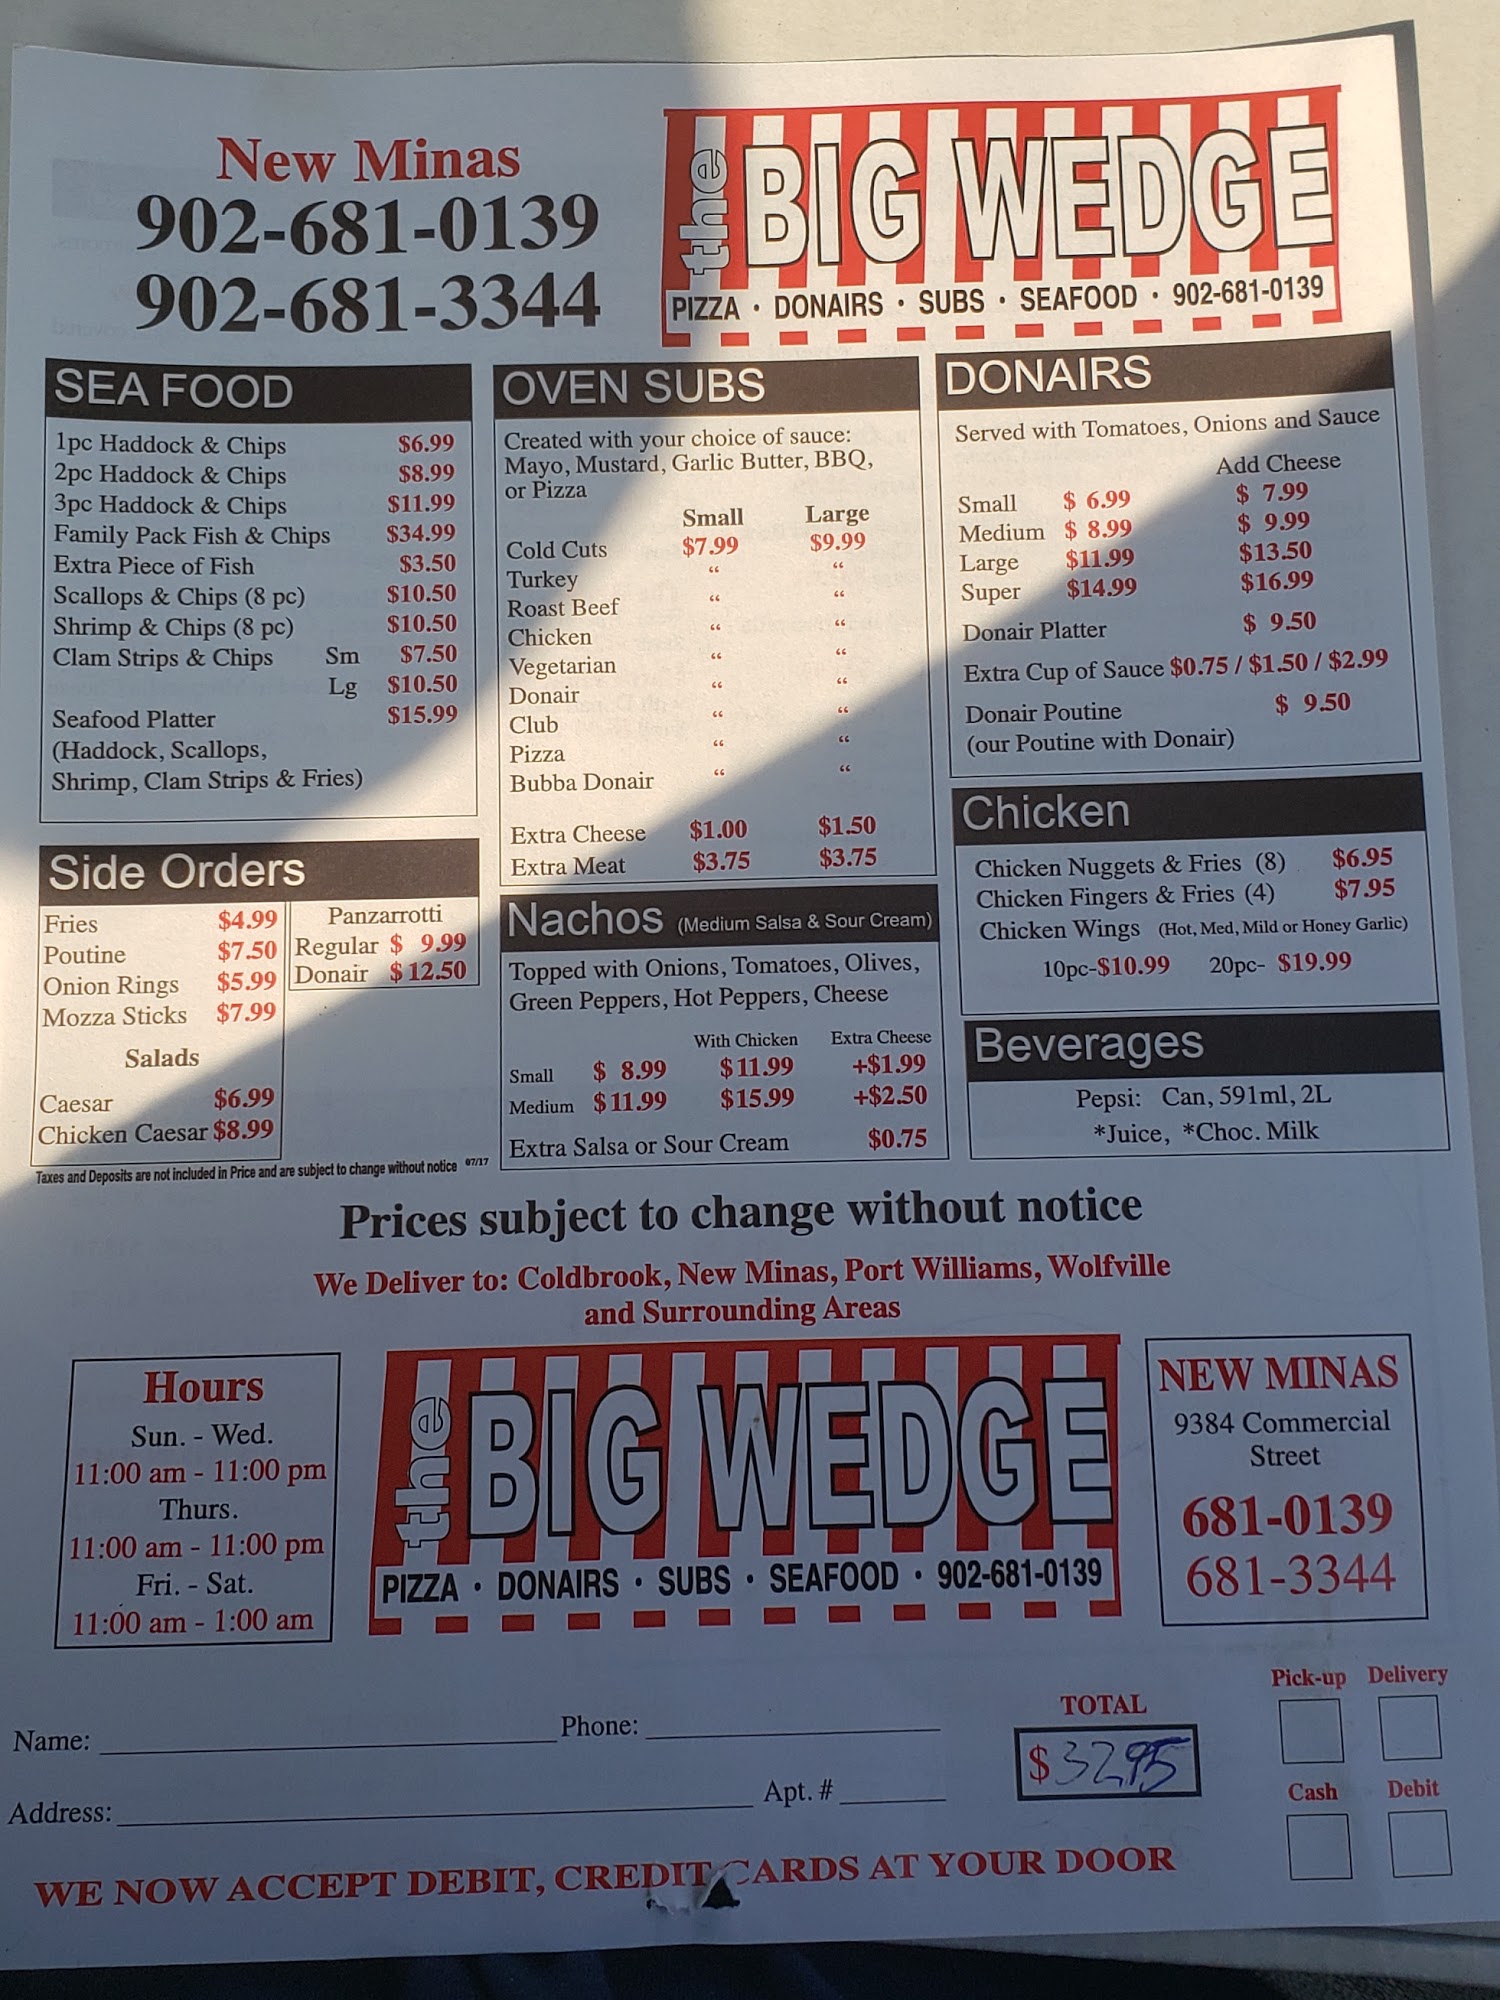 New Minas
902-681-0139
902-681-3344
the BIG WEDGE
PIZZA · DONAIRS · SUBS · SEAFOOD · 902-681-0139
SEA FOOD
1pc Haddock & Chips $6.99
2pc Haddock & Chips $8.99
3pc Haddock & Chips $11.99
Family Pack Fish & Chips $34.99
Extra Piece of Fish $3.50
Scallops & Chips (8 pc) $10.50
Shrimp & Chips (8 pc) $10.50
Clam Strips & Chips Sm $7.50
Lg $10.50
Seafood Platter $15.99
(Haddock, Scallops,
Shrimp, Clam Strips & Fries)
Side Orders
Fries $4.99
Poutine $7.50
Onion Rings $5.99
Mozza Sticks $7.99
Salads
Caesar $6.99
Chicken Caesar $8.99
Panzarrotti
Regular $ 9.99
Donair $12.50
Taxes and Deposits are not included in Price and are subject to change without notice 07/17
OVEN SUBS
Created with your choice of sauce:
Mayo, Mustard, Garlic Butter, BBQ,
or Pizza
Small Large
Cold Cuts $7.99 $9.99
Turkey “ “
Roast Beef “ “
Chicken “ “
Vegetarian “ “
Donair “ “
Club “ “
Pizza “ “
Bubba Donair “ “
Extra Cheese $1.00 $1.50
Extra Meat $3.75 $3.75
Nachos (Medium Salsa & Sour Cream)
Topped with Onions, Tomatoes, Olives,
Green Peppers, Hot Peppers, Cheese
With Chicken Extra Cheese
Small $ 8.99 $11.99 +$1.99
Medium $11.99 $15.99 +$2.50
Extra Salsa or Sour Cream $0.75
DONAIRS
Served with Tomatoes, Onions and Sauce
Add Cheese
Small $ 6.99 $ 7.99
Medium $ 8.99 $ 9.99
Large $11.99 $13.50
Super $14.99 $16.99
Donair Platter $ 9.50
Extra Cup of Sauce $0.75 / $1.50 / $2.99
Donair Poutine $ 9.50
(our Poutine with Donair)
Chicken
Chicken Nuggets & Fries (8) $6.95
Chicken Fingers & Fries (4) $7.95
Chicken Wings (Hot, Med, Mild or Honey Garlic)
10pc-$10.99 20pc- $19.99
Beverages
Pepsi: Can, 591ml, 2L
*Juice, *Choc. Milk
Prices subject to change without notice
We Deliver to: Coldbrook, New Minas, Port Williams, Wolfville
and Surrounding Areas
Hours
Sun. - Wed.
11:00 am - 11:00 pm
Thurs.
11:00 am - 11:00 pm
Fri. - Sat.
11:00 am - 1:00 am
the BIG WEDGE
PIZZA · DONAIRS · SUBS · SEAFOOD · 902-681-0139
NEW MINAS
9384 Commercial
Street
681-0139
681-3344
Pick-up Delivery
TOTAL
Name: Phone:
$ 32.95
Cash Debit
Address: Apt. #
WE NOW ACCEPT DEBIT, CREDIT CARDS AT YOUR DOOR